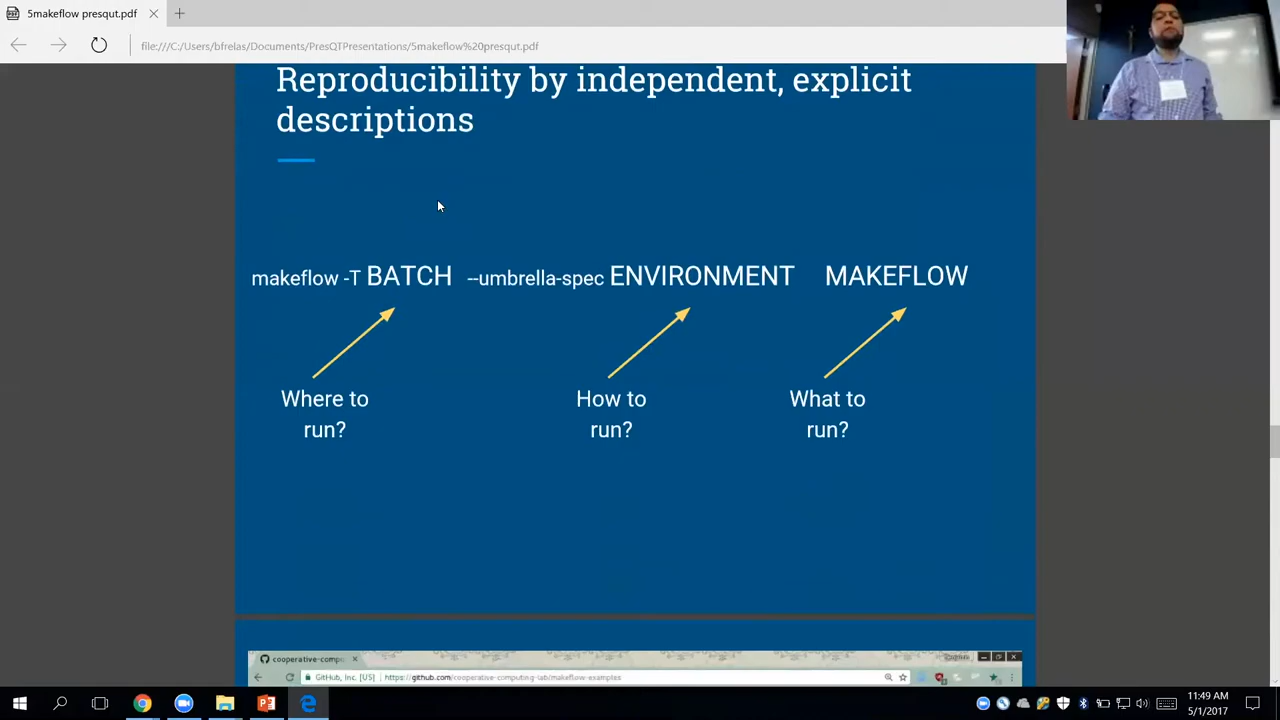 5makeflow presqut.pdf
file:///C:/Users/bfrelas/Documents/PresQTPresentations/5makeflow%20presqut.pdf
Reproducibility by independent, explicit
descriptions
makeflow -T BATCH --umbrella-spec ENVIRONMENT MAKEFLOW
Where to
run?
How to
run?
What to
run?
cooperative-comp
GitHub, Inc. [US] https://github.com/cooperative-computing-lab/makeflow-examples
11:49 AM
5/1/2017